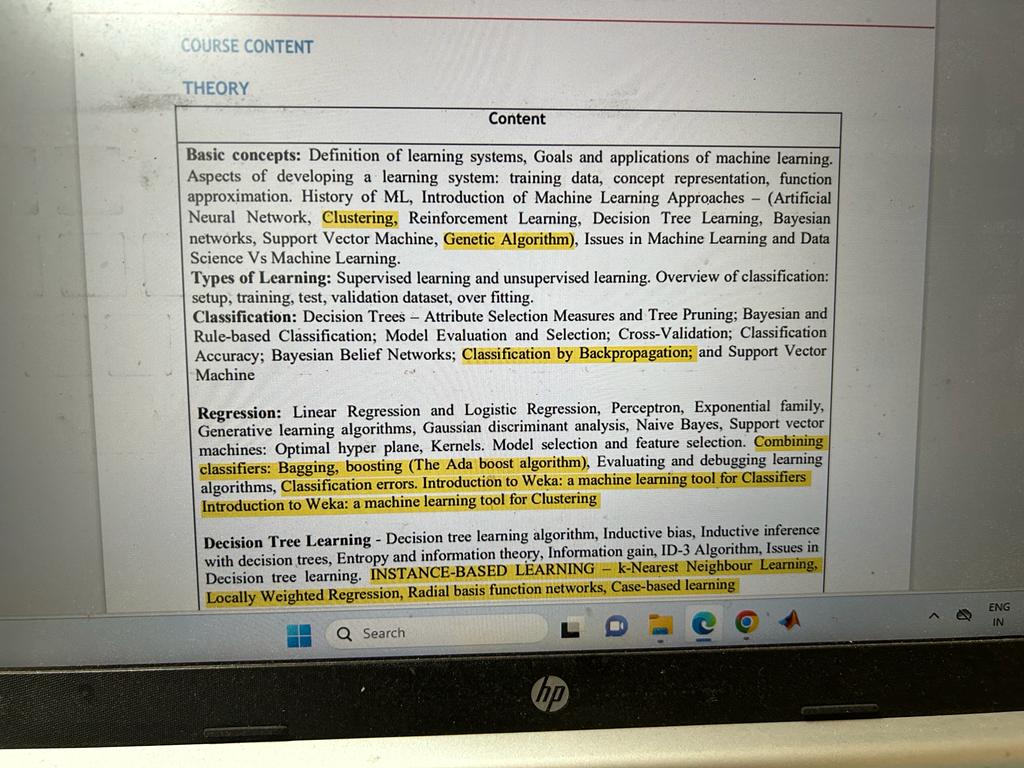 COURSE CONTENT
THEORY
Content
Basic concepts: Definition of learning systems, Goals and applications of machine learning.
Aspects of developing a learning system: training data, concept representation, function
approximation. History of ML, Introduction of Machine Learning Approaches – (Artificial
Neural Network, Clustering, Reinforcement Learning, Decision Tree Learning, Bayesian
networks, Support Vector Machine, Genetic Algorithm), Issues in Machine Learning and Data
Science Vs Machine Learning.
Types of Learning: Supervised learning and unsupervised learning. Overview of classification:
setup, training, test, validation dataset, over fitting.
Classification: Decision Trees – Attribute Selection Measures and Tree Pruning; Bayesian and
Rule-based Classification; Model Evaluation and Selection; Cross-Validation; Classification
Accuracy; Bayesian Belief Networks; Classification by Backpropagation; and Support Vector
Machine
Regression: Linear Regression and Logistic Regression, Perceptron, Exponential family,
Generative learning algorithms, Gaussian discriminant analysis, Naive Bayes, Support vector
machines: Optimal hyper plane, Kernels. Model selection and feature selection. Combining
classifiers: Bagging, boosting (The Ada boost algorithm), Evaluating and debugging learning
algorithms, Classification errors. Introduction to Weka: a machine learning tool for Classifiers
Introduction to Weka: a machine learning tool for Clustering
Decision Tree Learning - Decision tree learning algorithm, Inductive bias, Inductive inference
with decision trees, Entropy and information theory, Information gain, ID-3 Algorithm, Issues in
Decision tree learning. INSTANCE-BASED LEARNING – k-Nearest Neighbour Learning,
Locally Weighted Regression, Radial basis function networks, Case-based learning
Search
ENG
IN
hp